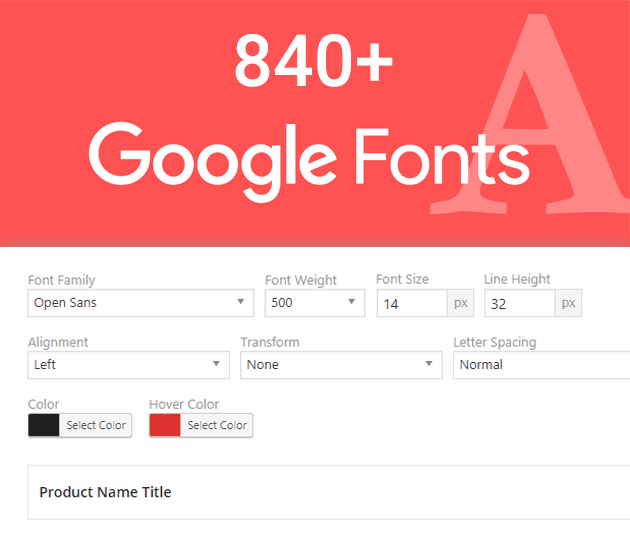 840+
Google Fonts
A
Font Family Font Weight Font Size Line Height
Open Sans 500 14 px 32 px
Alignment Transform Letter Spacing
Left None Normal
Color Hover Color
Select Color Select Color
Product Name Title